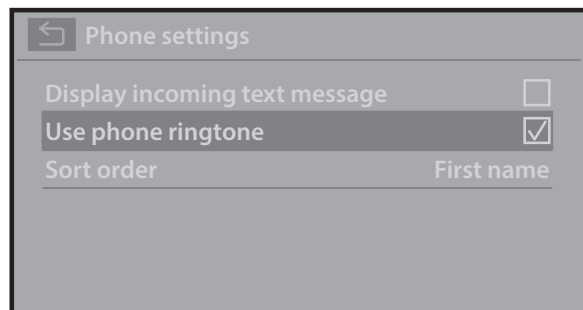 Phone settings
Display incoming text message
Use phone ringtone
Sort order First name